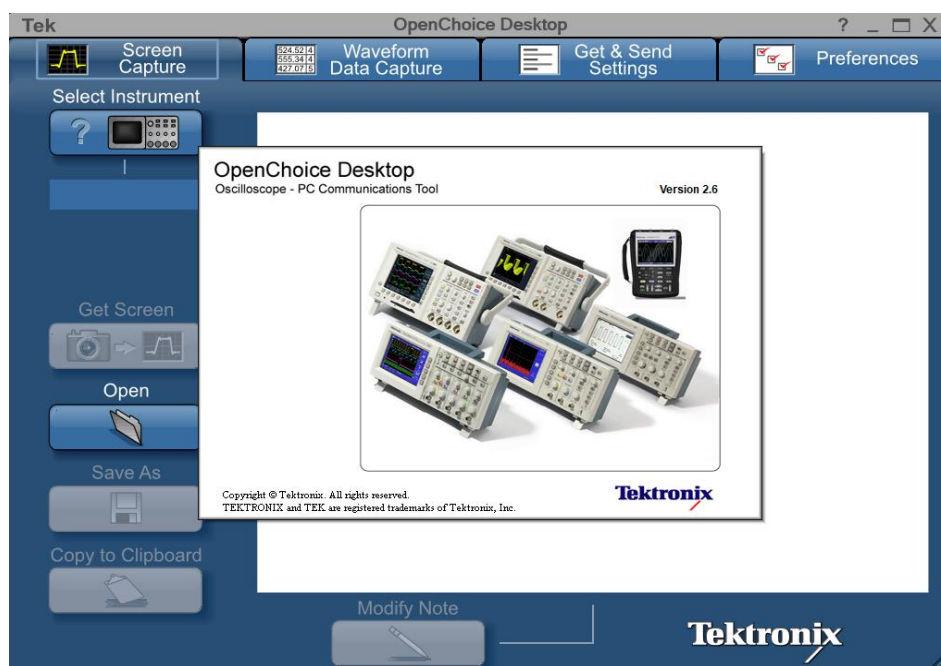 Tek
OpenChoice Desktop
? _ X
Screen
Capture
524.52 4
555.34 4
427.07 5
Waveform
Data Capture
Get & Send
Settings
Preferences
Select Instrument
?
OpenChoice Desktop
Oscilloscope - PC Communications Tool
Version 2.6
Get Screen
Open
Save As
Copy to Clipboard
Copyright © Tektronix. All rights reserved.
TEKTRONIX and TEK are registered trademarks of Tektronix, Inc.
Tektronix
Modify Note
Tektronix